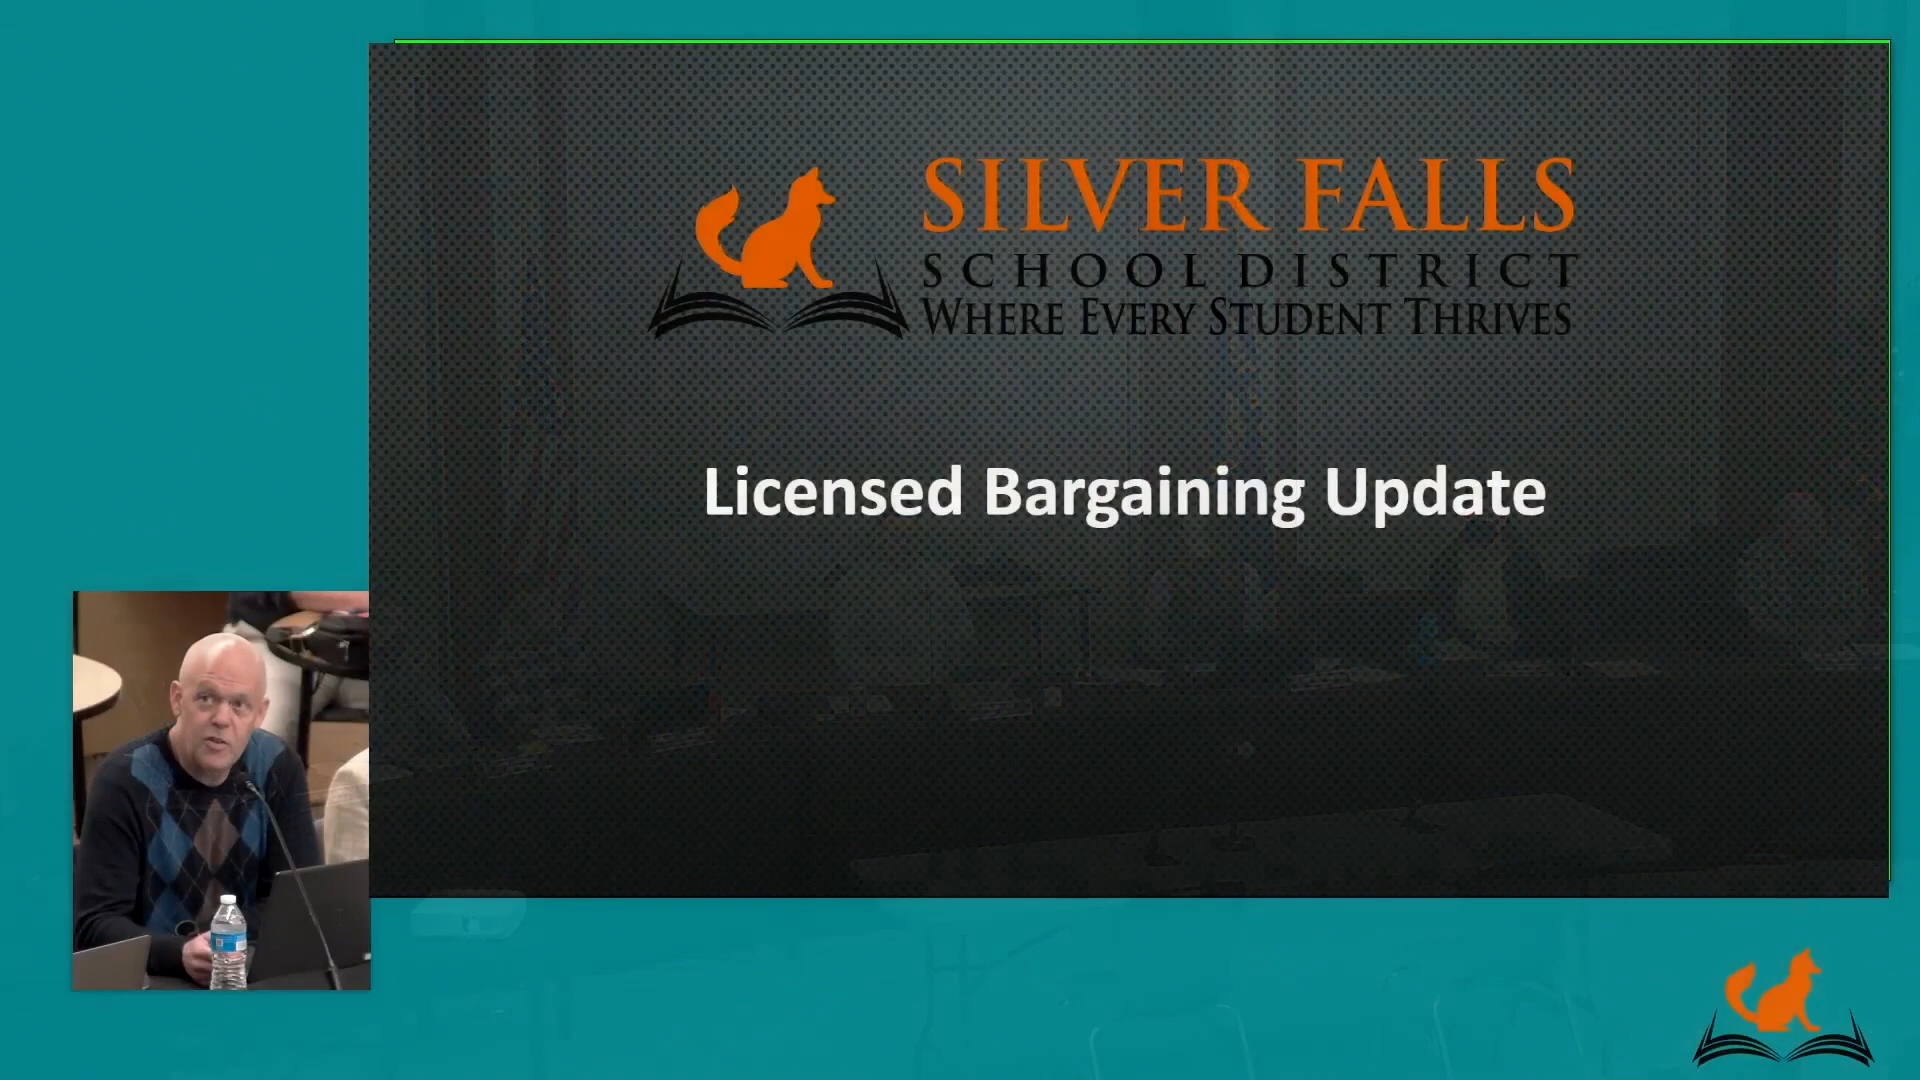 SILVER FALLS
SCHOOL DISTRICT
WHERE EVERY STUDENT THRIVES
Licensed Bargaining Update